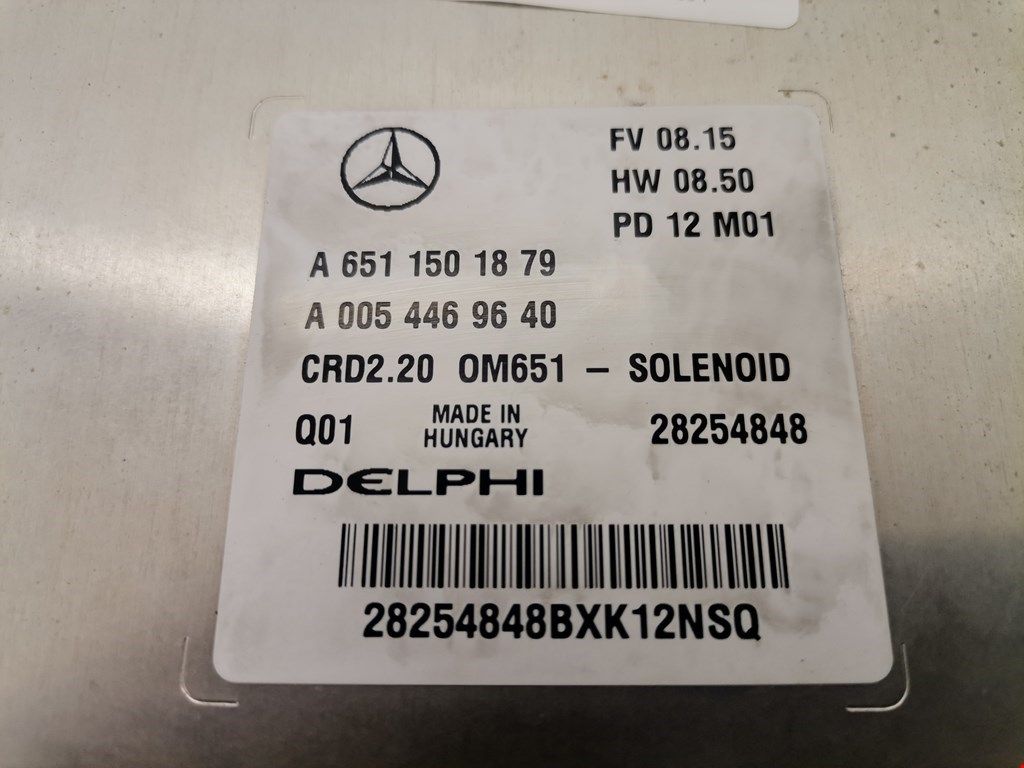 FV 08.15
HW 08.50
PD 12 M01
A 651 150 18 79
A 005 446 96 40
CRD2.20 OM651 – SOLENOID
Q01 MADE IN HUNGARY 28254848
DELPHI
28254848BXK12NSQ